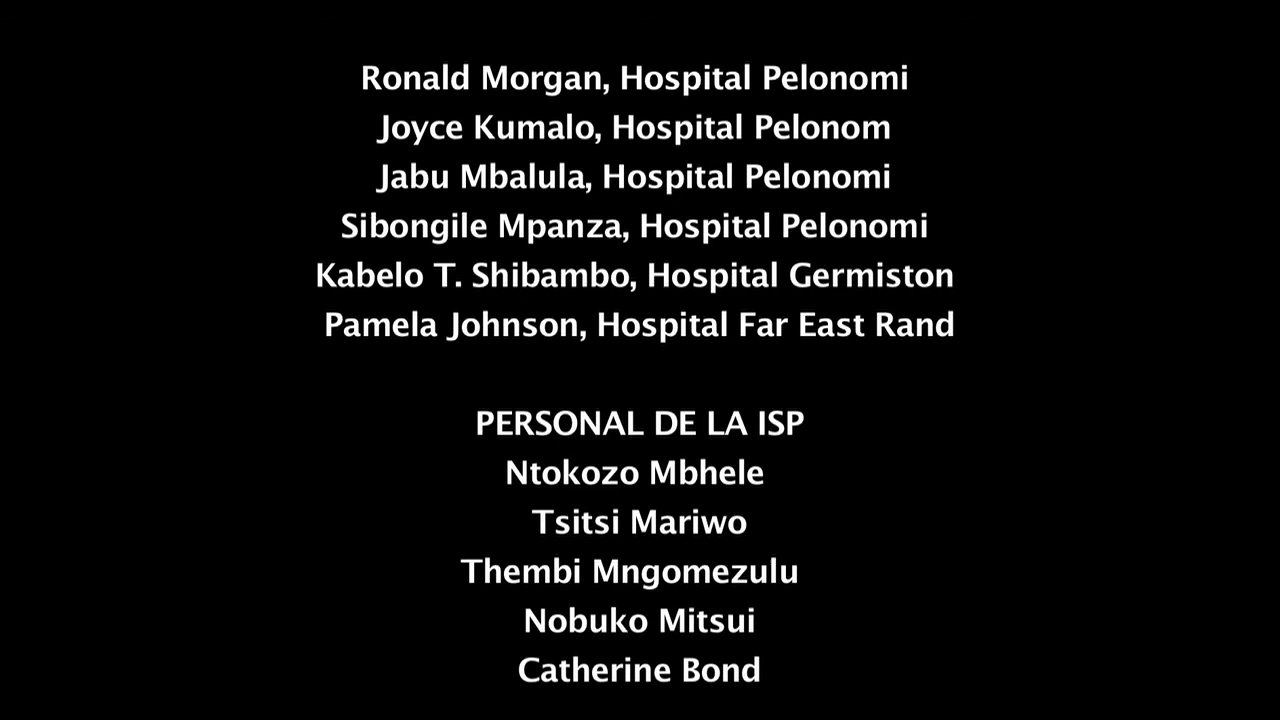 Ronald Morgan, Hospital Pelonomi
Joyce Kumalo, Hospital Pelonom
Jabu Mbalula, Hospital Pelonomi
Sibongile Mpanza, Hospital Pelonomi
Kabelo T. Shibambo, Hospital Germiston
Pamela Johnson, Hospital Far East Rand
PERSONAL DE LA ISP
Ntokozo Mbhele
Tsitsi Mariwo
Thembi Mngomezulu
Nobuko Mitsui
Catherine Bond